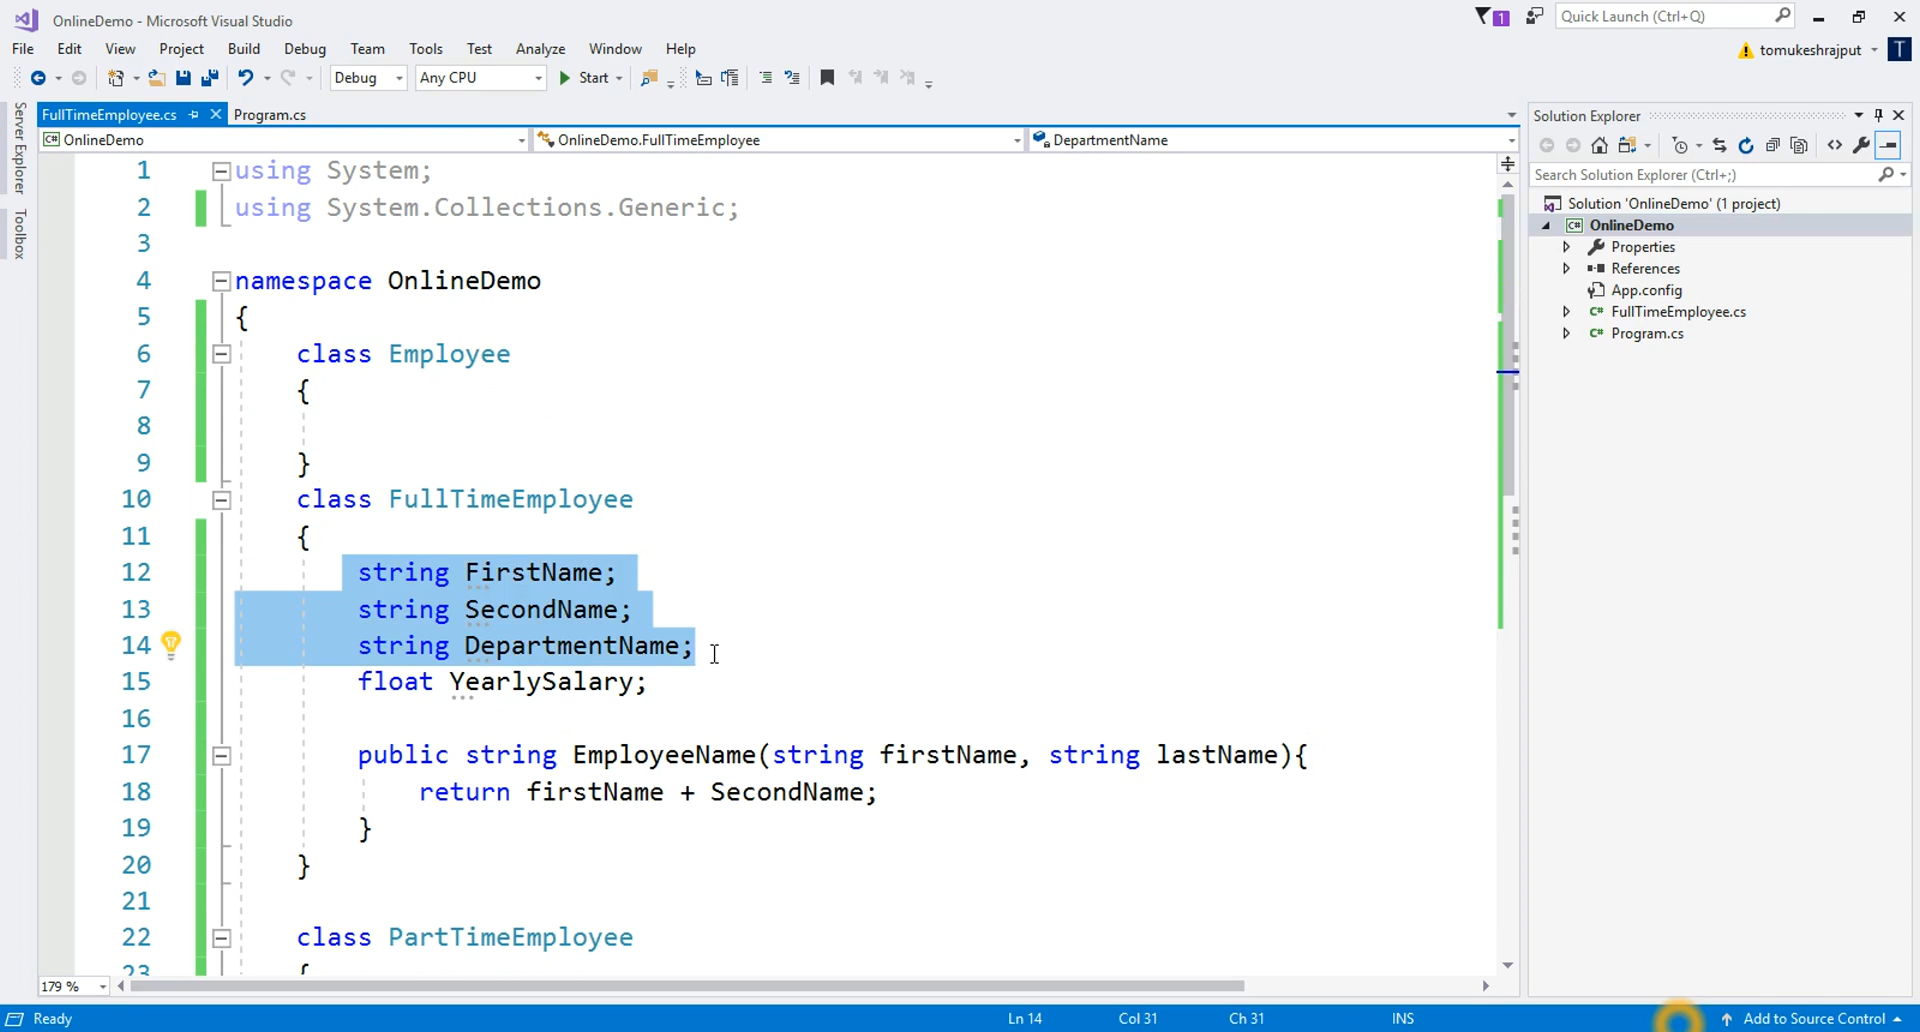 OnlineDemo - Microsoft Visual Studio
1
Quick Launch (Ctrl+Q)
File Edit View Project Build Debug Team Tools Test Analyze Window Help
tomukeshrajput T
Debug Any CPU Start
Server Explorer
Toolbox
FullTimeEmployee.cs Program.cs
C# OnlineDemo OnlineDemo.FullTimeEmployee DepartmentName
1 using System;
2 using System.Collections.Generic;
3
4 namespace OnlineDemo
5 {
6 class Employee
7 {
8
9 }
10 class FullTimeEmployee
11 {
12 string FirstName;
13 string SecondName;
14 string DepartmentName;
15 float YearlySalary;
16
17 public string EmployeeName(string firstName, string lastName){
18 return firstName + SecondName;
19 }
20 }
21
22 class PartTimeEmployee
23 {
179 %
Solution Explorer
Search Solution Explorer (Ctrl+;)
Solution 'OnlineDemo' (1 project)
C# OnlineDemo
Properties
References
App.config
C# FullTimeEmployee.cs
C# Program.cs
Ready Ln 14 Col 31 Ch 31 INS Add to Source Control